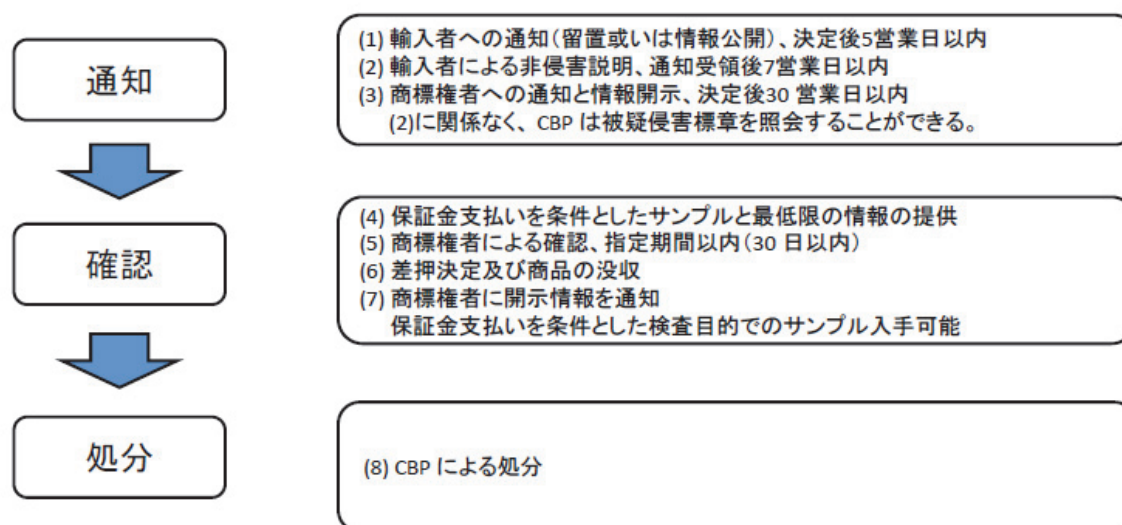 通知
(1) 輸入者への通知（留置或いは情報公開）、決定後5営業日以内
(2) 輸入者による非侵害説明、通知受領後7営業日以内
(3) 商標権者への通知と情報開示、決定後30 営業日以内
(2)に関係なく、CBP は被疑侵害標章を照会することができる。
確認
(4) 保証金支払いを条件としたサンプルと最低限の情報の提供
(5) 商標権者による確認、指定期間以内（30 日以内）
(6) 差押決定及び商品の没収
(7) 商標権者に開示情報を通知
保証金支払いを条件とした検査目的でのサンプル入手可能
処分
(8) CBP による処分